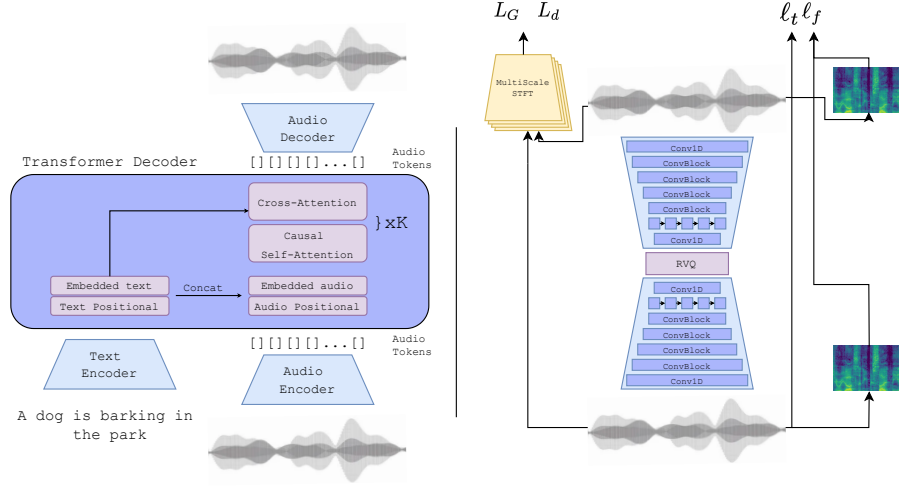 Audio
Decoder
Transformer Decoder
[][][][]...[]
Audio
Tokens
Cross-Attention
Causal
Self-Attention
}xK
Embedded text
Text Positional
Concat
Embedded audio
Audio Positional
[][][][]...[]
Audio
Tokens
Text
Encoder
Audio
Encoder
A dog is barking in
the park
L_G L_d
ℓ_t ℓ_f
MultiScale
STFT
Conv1D
ConvBlock
ConvBlock
ConvBlock
ConvBlock
Conv1D
RVQ
Conv1D
ConvBlock
ConvBlock
ConvBlock
ConvBlock
Conv1D